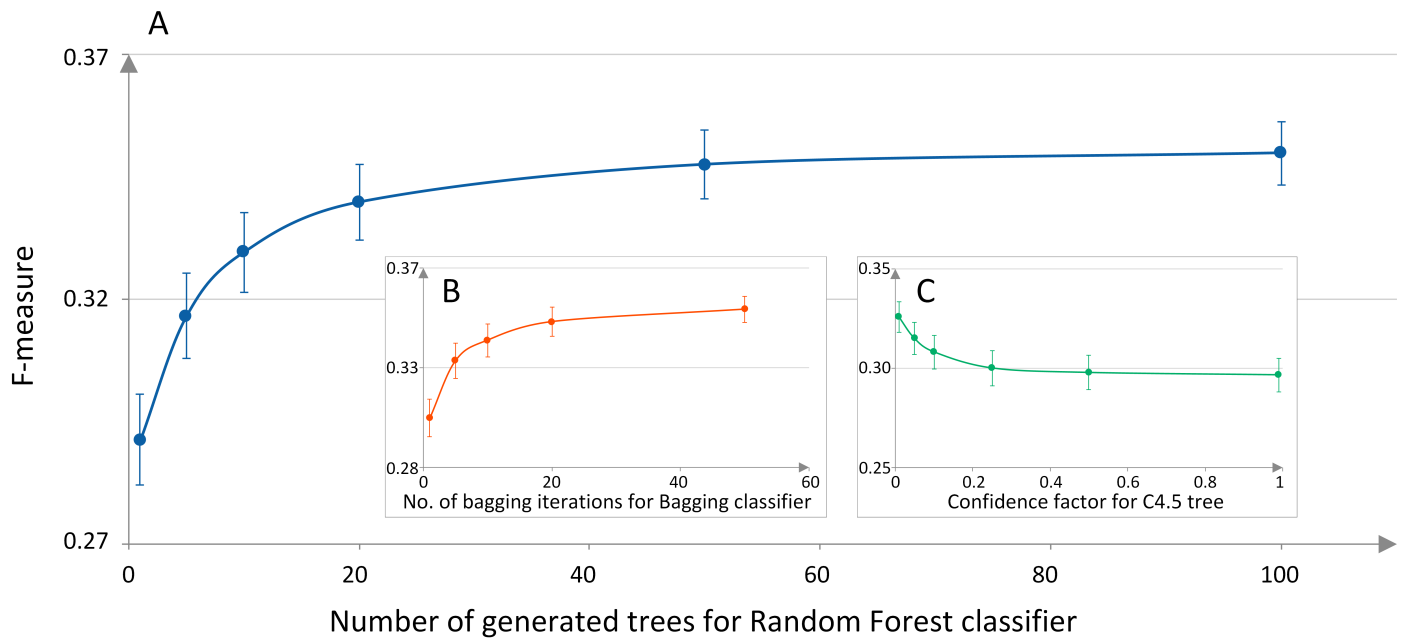 A
0.37
0.32
0.27
F-measure
0 20 40 60 80 100
Number of generated trees for Random Forest classifier
B
0.37
0.33
0.28
0 20 40 60
No. of bagging iterations for Bagging classifier
C
0.35
0.30
0.25
0 0.2 0.4 0.6 0.8 1
Confidence factor for C4.5 tree